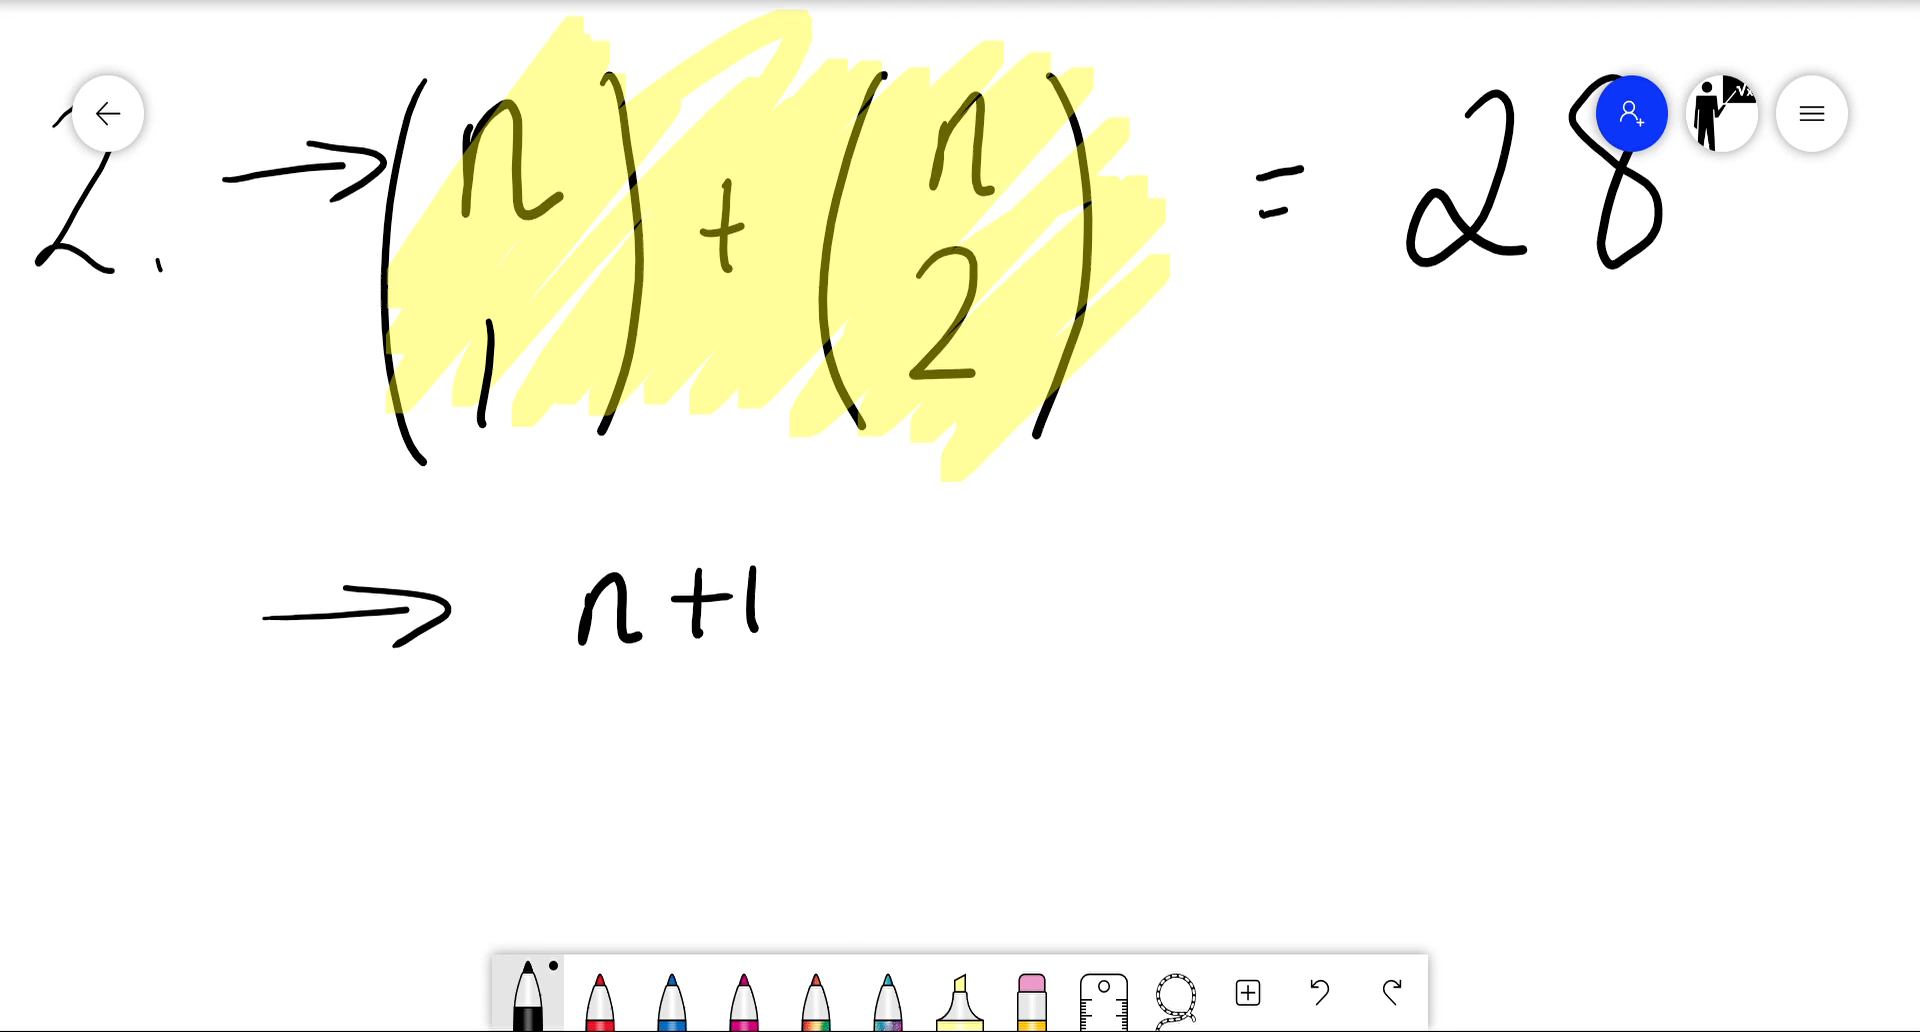 2. → (n 1) + (n 2) = 28
→ n+1